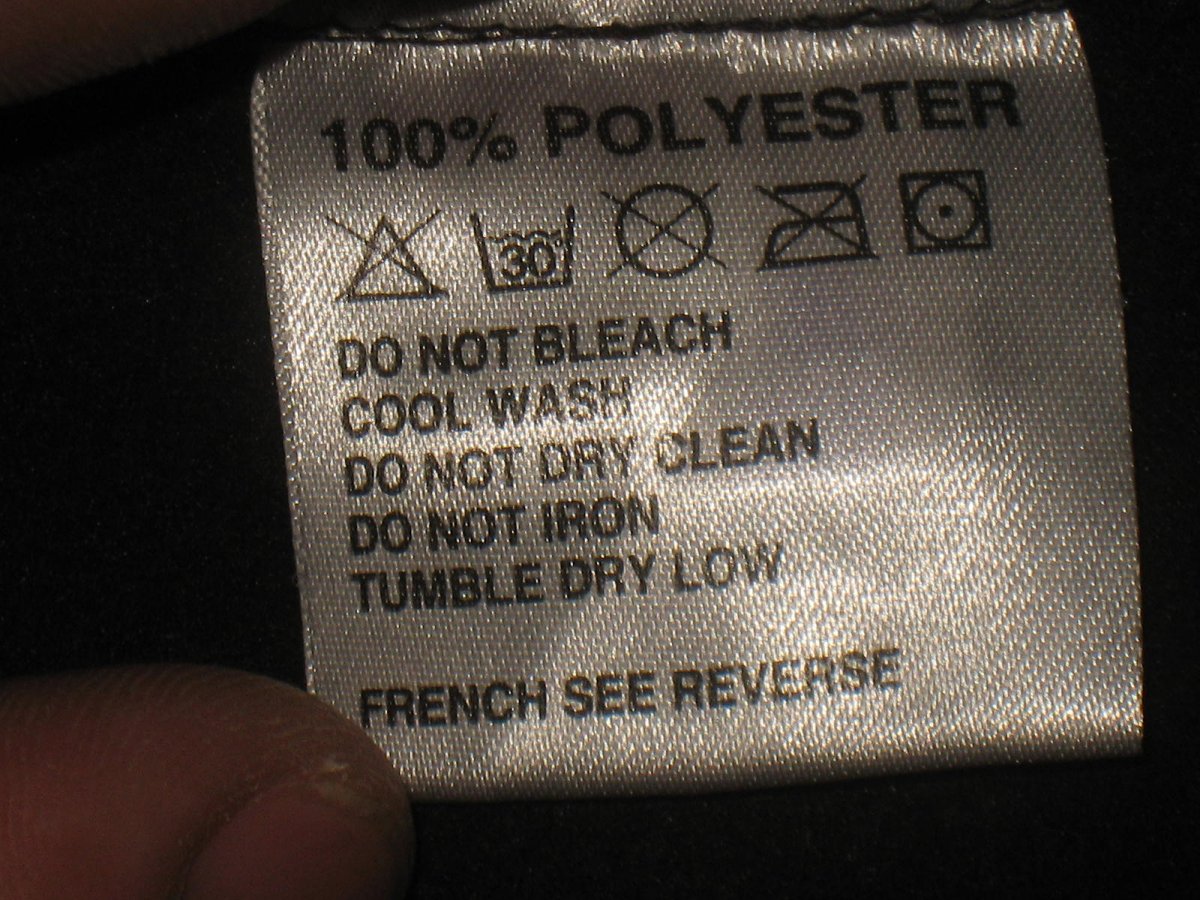 100% POLYESTER
30°
DO NOT BLEACH
COOL WASH
DO NOT DRY CLEAN
DO NOT IRON
TUMBLE DRY LOW
FRENCH SEE REVERSE